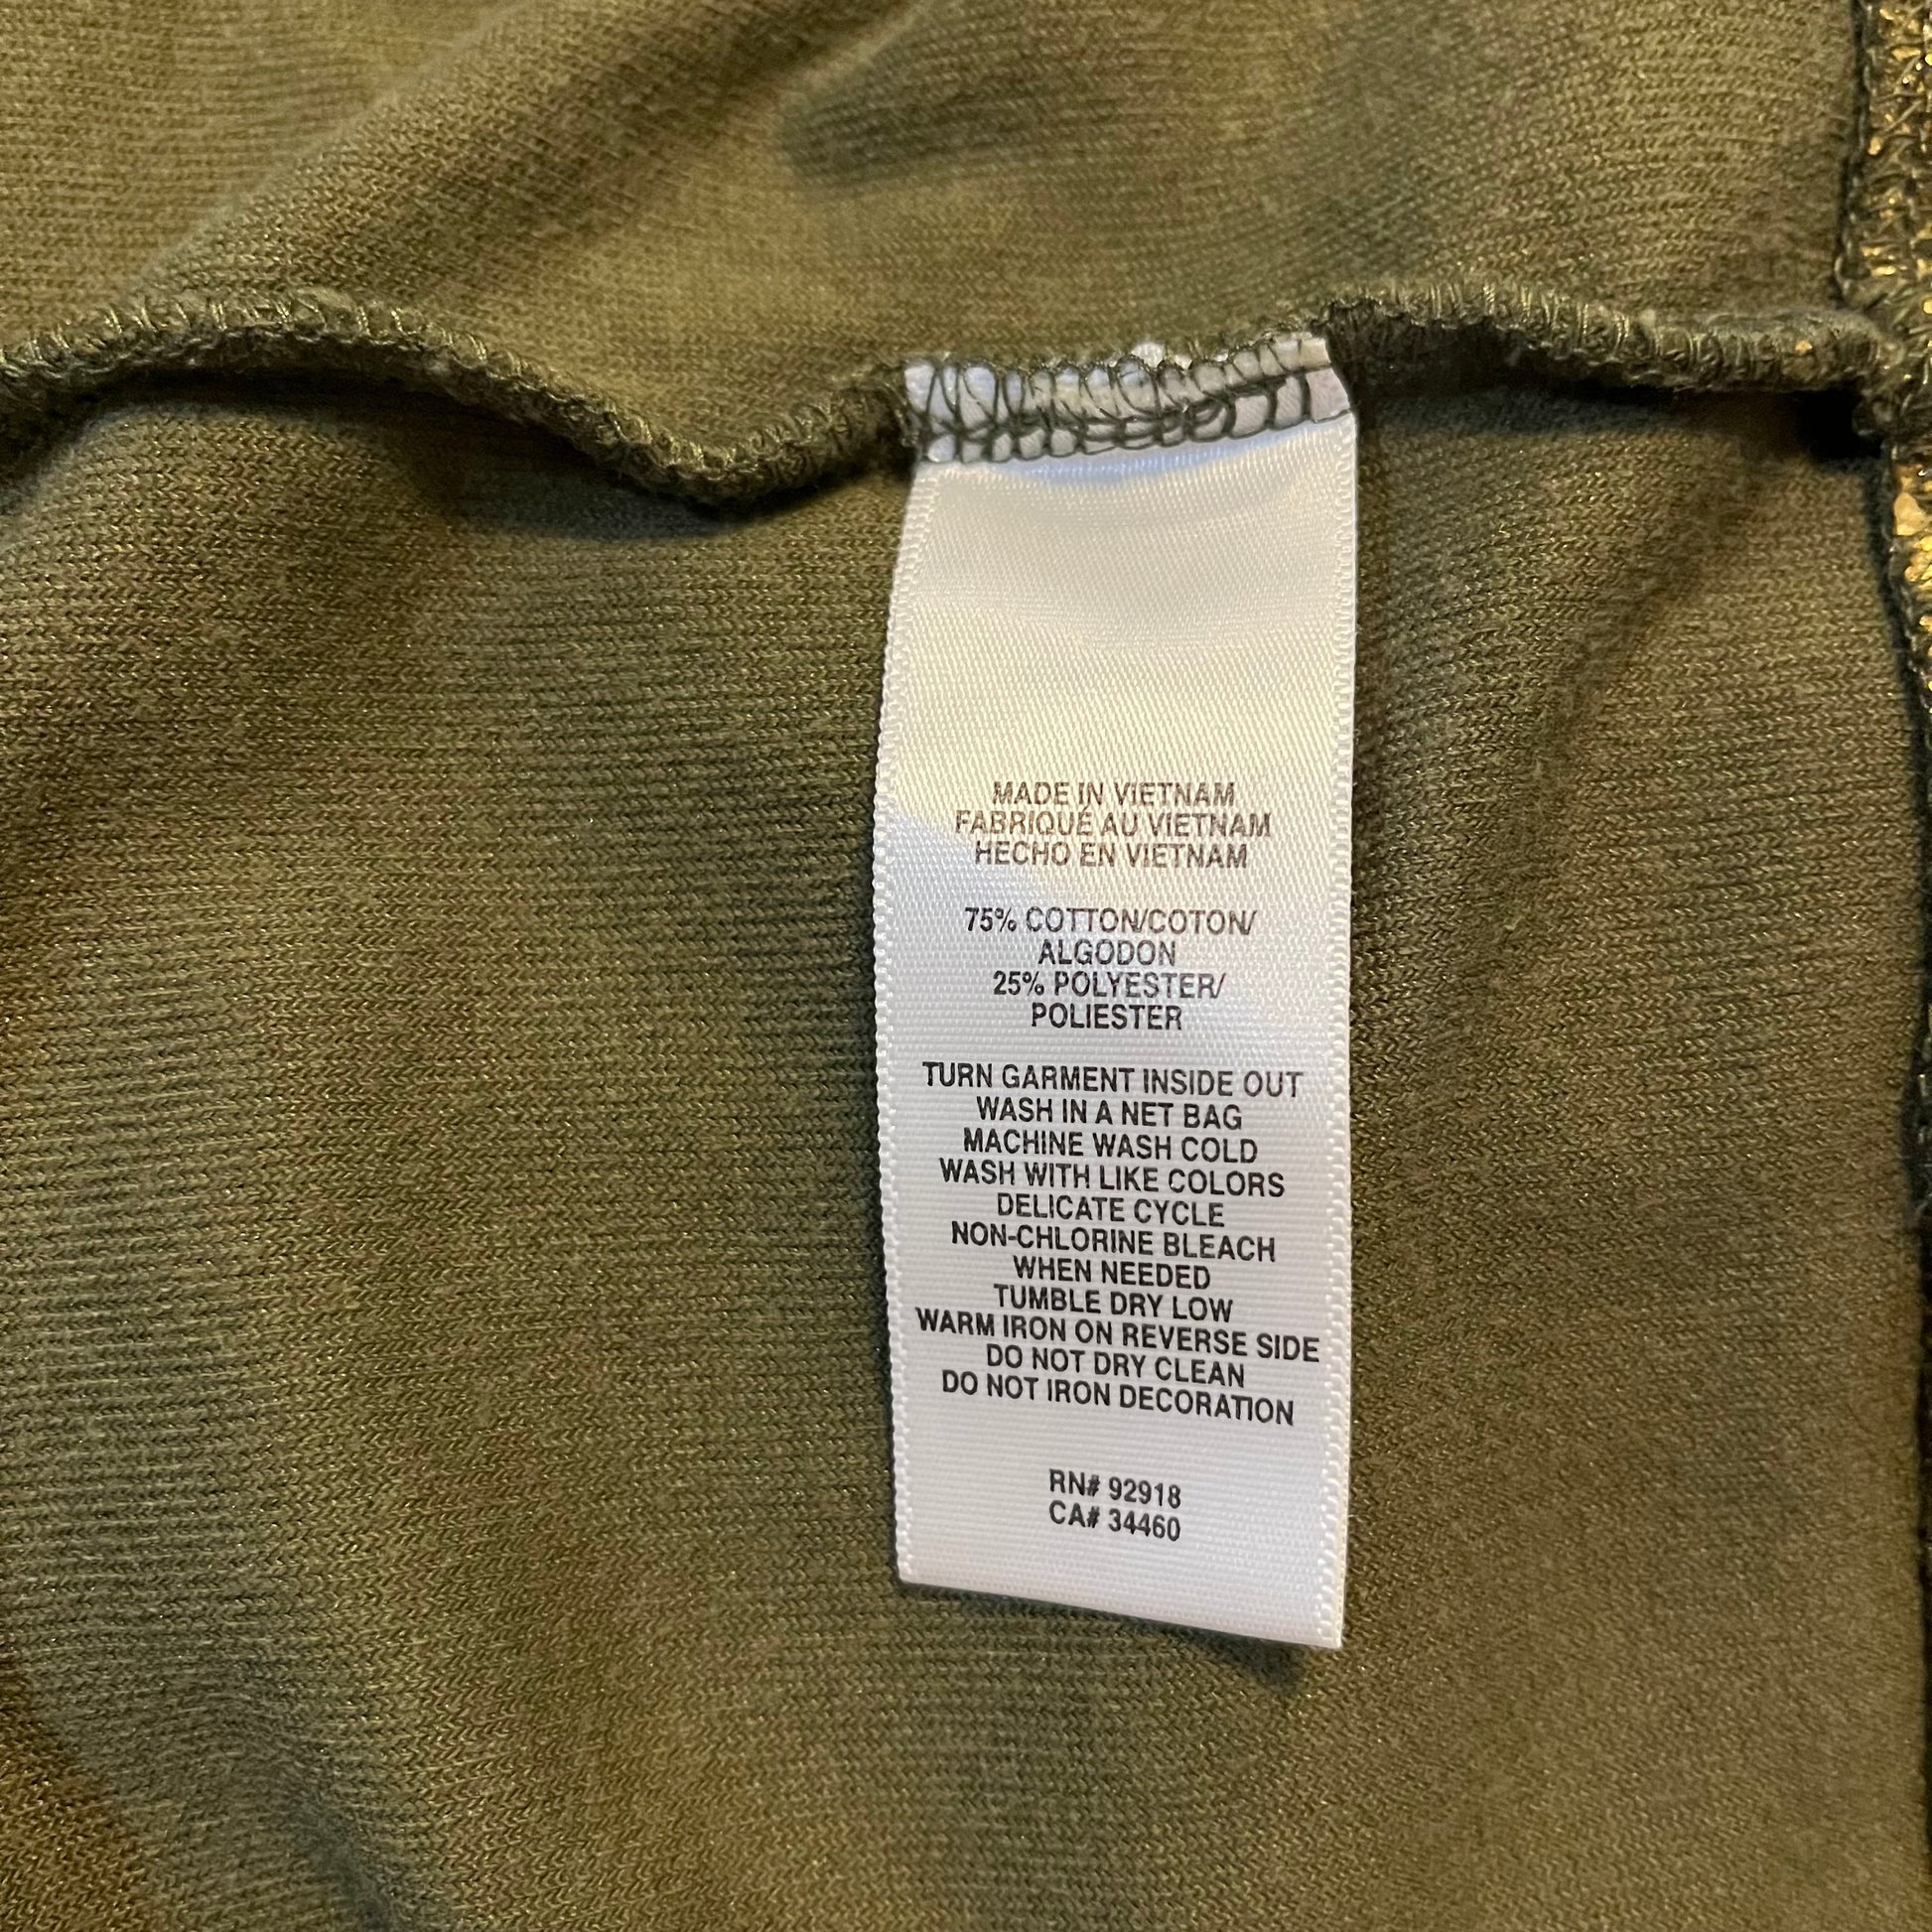 MADE IN VIETNAM
FABRIQUÉ AU VIETNAM
HECHO EN VIETNAM
75% COTTON/COTON/
ALGODON
25% POLYESTER/
POLIESTER
TURN GARMENT INSIDE OUT
WASH IN A NET BAG
MACHINE WASH COLD
WASH WITH LIKE COLORS
DELICATE CYCLE
NON-CHLORINE BLEACH
WHEN NEEDED
TUMBLE DRY LOW
WARM IRON ON REVERSE SIDE
DO NOT DRY CLEAN
DO NOT IRON DECORATION
RN# 92918
CA# 34460